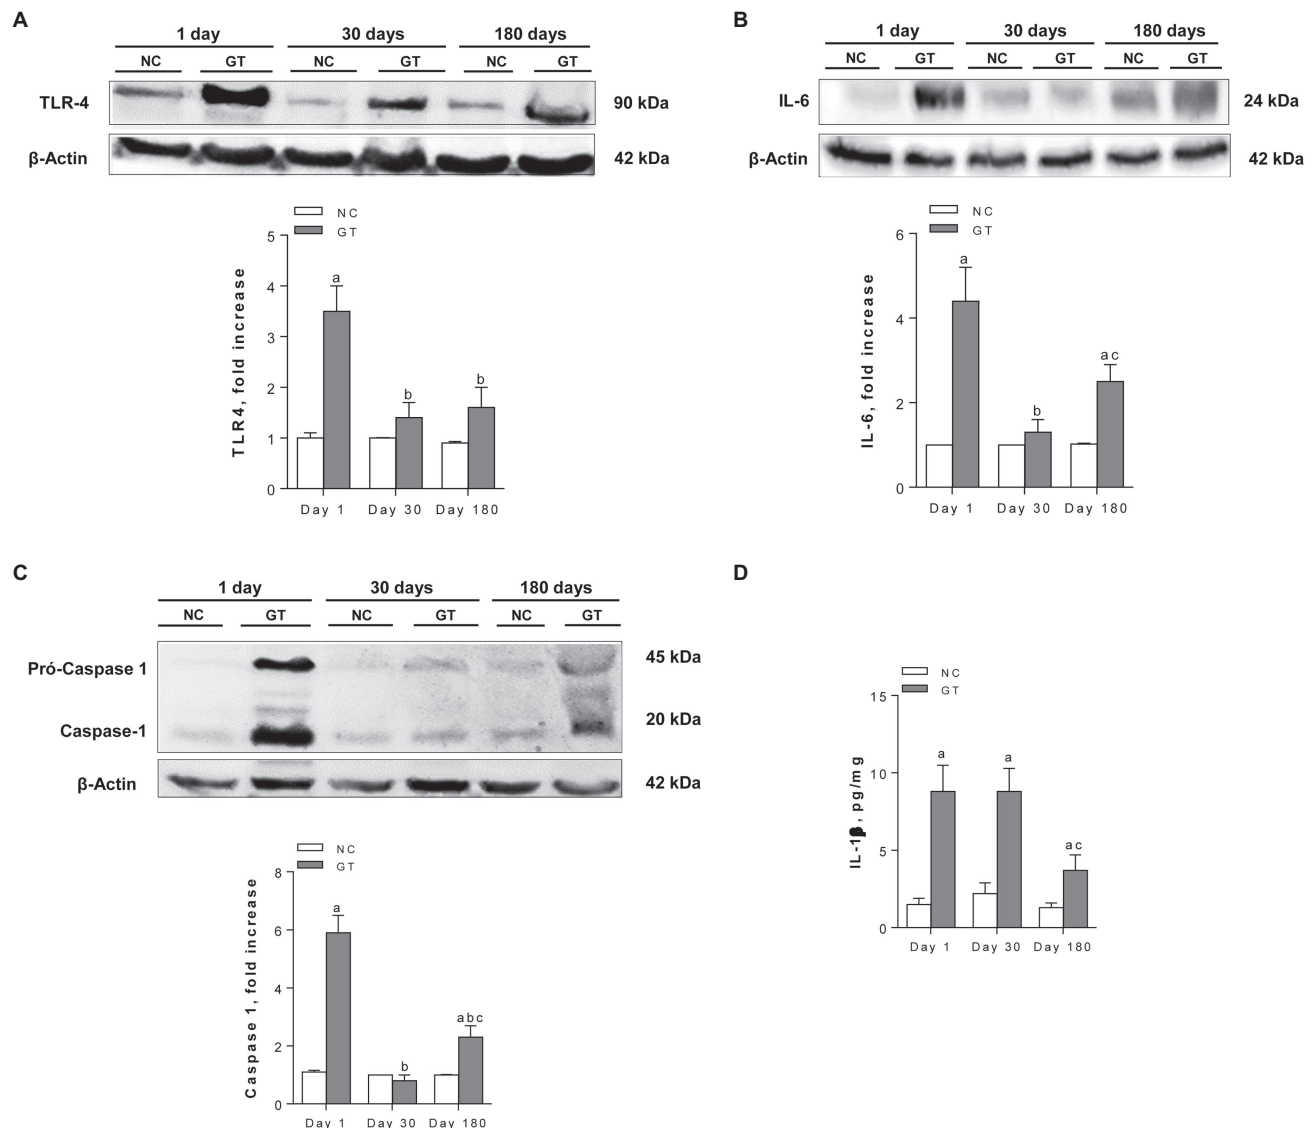 A
1 day 30 days 180 days
NC GT NC GT NC GT
TLR-4 90 kDa
β-Actin 42 kDa
NC
GT
TLR4, fold increase
5
4
3
2
1
0
a
b
b
Day 1 Day 30 Day 180
B
1 day 30 days 180 days
NC GT NC GT NC GT
IL-6 24 kDa
β-Actin 42 kDa
NC
GT
IL-6, fold increase
6
4
2
0
a
b
a c
Day 1 Day 30 Day 180
C
1 day 30 days 180 days
NC GT NC GT NC GT
Pró-Caspase 1 45 kDa
Caspase-1 20 kDa
β-Actin 42 kDa
NC
GT
Caspase 1, fold increase
8
6
4
2
0
a
b
a b c
Day 1 Day 30 Day 180
D
NC
GT
IL-1β, pg/mg
15
10
5
0
a
a
a c
Day 1 Day 30 Day 180